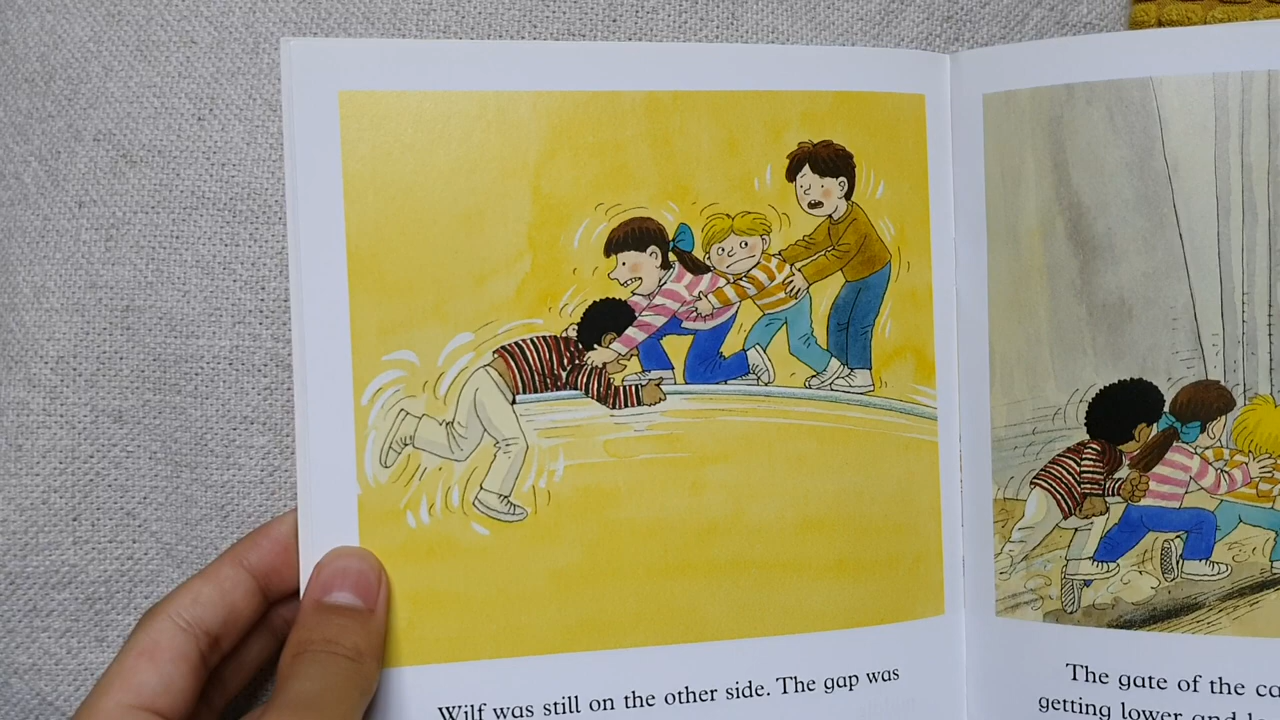 Wilf was still on the other side. The gap was
The gate of the ca
getting lower and